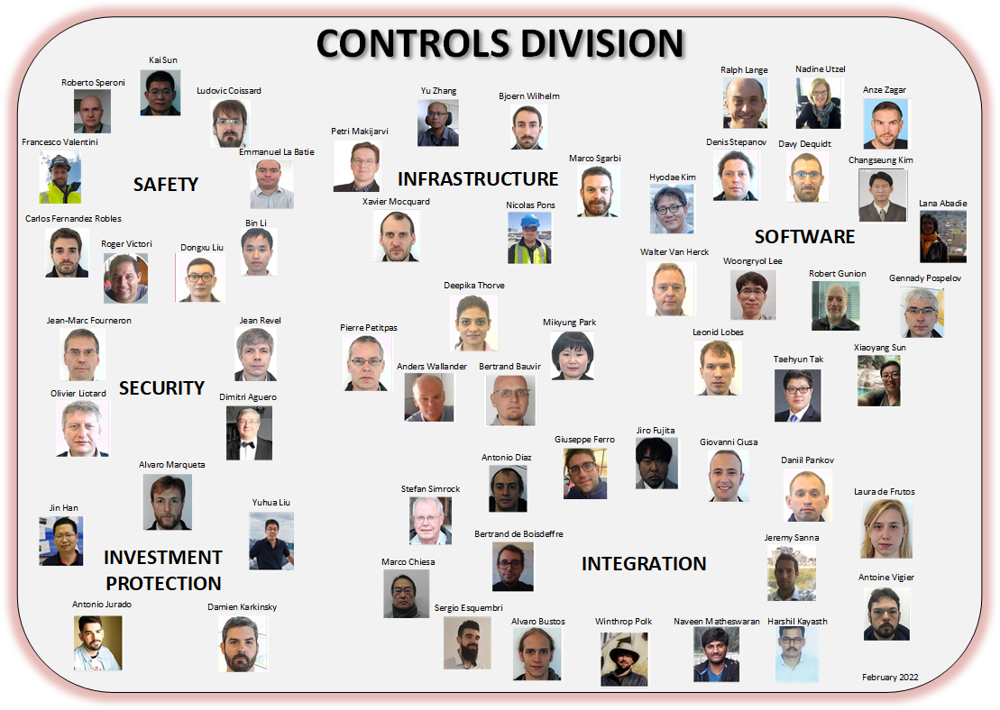 CONTROLS DIVISION
Kai Sun
Roberto Speroni
Ludovic Coissard
Francesco Valentini
Emmanuel La Batie
SAFETY
Carlos Fernandez Robles
Bin Li
Roger Victori
Dongxu Liu
Yu Zhang
Bjoern Wilhelm
Petri Makijarvi
Marco Sgarbi
INFRASTRUCTURE
Xavier Mocquard
Nicolas Pons
Ralph Lange
Nadine Utzel
Anze Zagar
Denis Stepanov
Davy Dequidt
Changseung Kim
Hyodae Kim
Lana Abadie
SOFTWARE
Walter Van Herck
Woongryol Lee
Robert Gunion
Gennady Pospelov
Leonid Lobes
Xiaoyang Sun
Taehyun Tak
Deepika Thorve
Mikyung Park
Pierre Petitpas
Anders Wallander
Bertrand Bauvir
Jean-Marc Fourneron
Jean Revel
SECURITY
Olivier Liotard
Dimitri Aguero
Alvaro Marqueta
Jin Han
Yuhua Liu
INVESTMENT
PROTECTION
Antonio Jurado
Damien Karkinsky
Jiro Fujita
Giuseppe Ferro
Giovanni Ciusa
Antonio Diaz
Daniil Pankov
Stefan Simrock
Laura de Frutos
Bertrand de Boisdeffre
Jeremy Sanna
Marco Chiesa
INTEGRATION
Antoine Vigier
Sergio Esquembri
Alvaro Bustos
Winthrop Polk
Naveen Matheswaran
Harshil Kayasth
February 2022